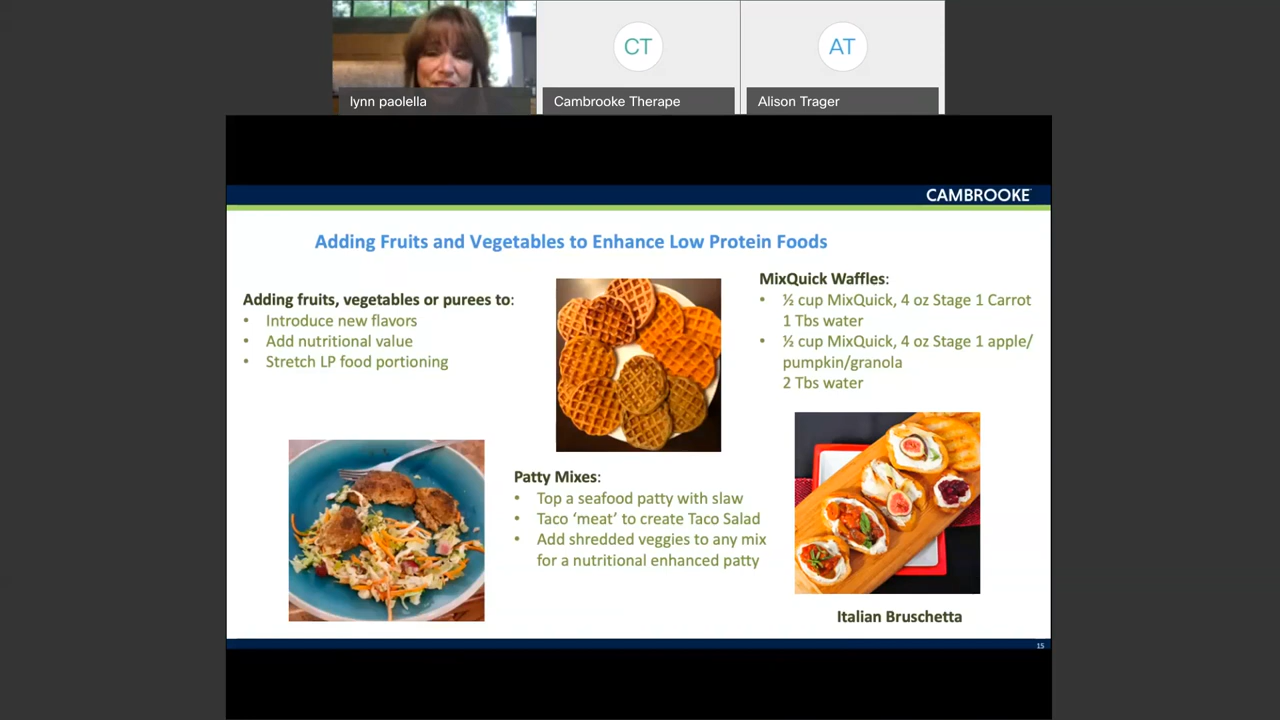 CT
AT
lynn paolella
Cambrooke Therape
Alison Trager
CAMBROOKE
Adding Fruits and Vegetables to Enhance Low Protein Foods
Adding fruits, vegetables or purees to:
• Introduce new flavors
• Add nutritional value
• Stretch LP food portioning
MixQuick Waffles:
• ½ cup MixQuick, 4 oz Stage 1 Carrot
1 Tbs water
• ½ cup MixQuick, 4 oz Stage 1 apple/
pumpkin/granola
2 Tbs water
Patty Mixes:
• Top a seafood patty with slaw
• Taco ‘meat’ to create Taco Salad
• Add shredded veggies to any mix
for a nutritional enhanced patty
Italian Bruschetta
15